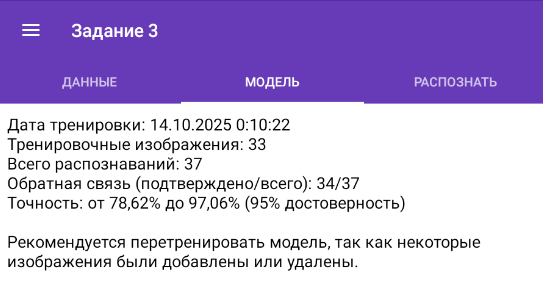 Задание 3
ДАННЫЕ МОДЕЛЬ РАСПОЗНАТЬ
Дата тренировки: 14.10.2025 0:10:22
Тренировочные изображения: 33
Всего распознаваний: 37
Обратная связь (подтверждено/всего): 34/37
Точность: от 78,62% до 97,06% (95% достоверность)
Рекомендуется перетренировать модель, так как некоторые
изображения были добавлены или удалены.